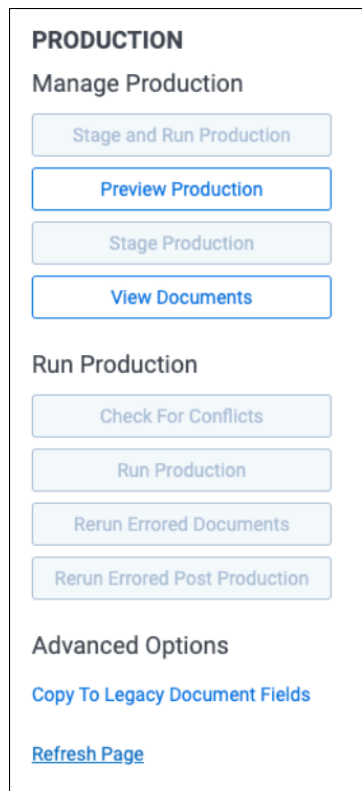 PRODUCTION
Manage Production
Stage and Run Production
Preview Production
Stage Production
View Documents
Run Production
Check For Conflicts
Run Production
Rerun Errored Documents
Rerun Errored Post Production
Advanced Options
Copy To Legacy Document Fields
Refresh Page